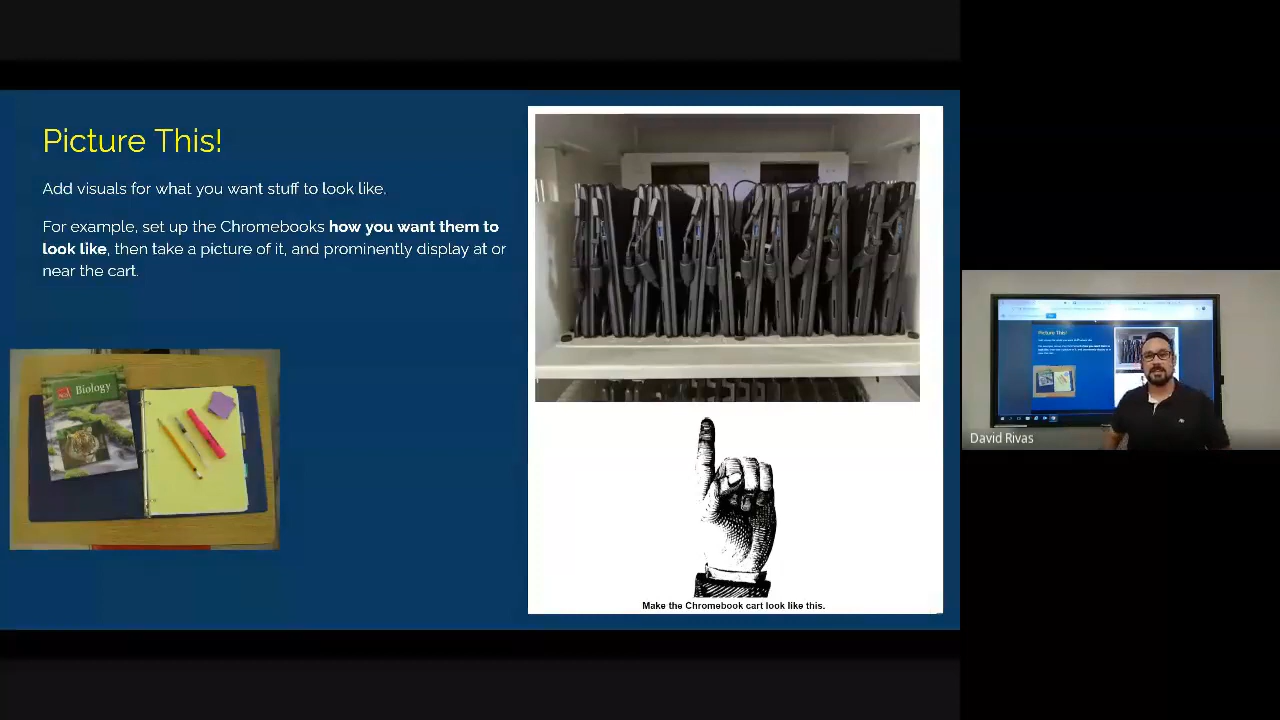 Picture This!
Add visuals for what you want stuff to look like.
For example, set up the Chromebooks how you want them to
look like, then take a picture of it, and prominently display at or
near the cart.
Biology
Make the Chromebook cart look like this.
Picture This!
David Rivas